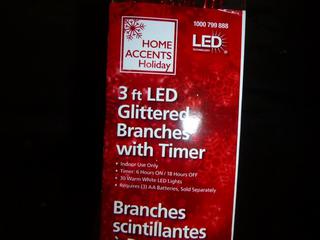 1000 799 888
HOME
ACCENTS
Holiday
LED
TECHNOLOGY
3 ft LED
Glittered
Branches
with Timer
• Indoor Use Only
• Timer: 6 Hours ON / 18 Hours OFF
• 30 Warm White LED Lights
• Requires (3) AA Batteries, Sold Separately
Branches
scintillantes